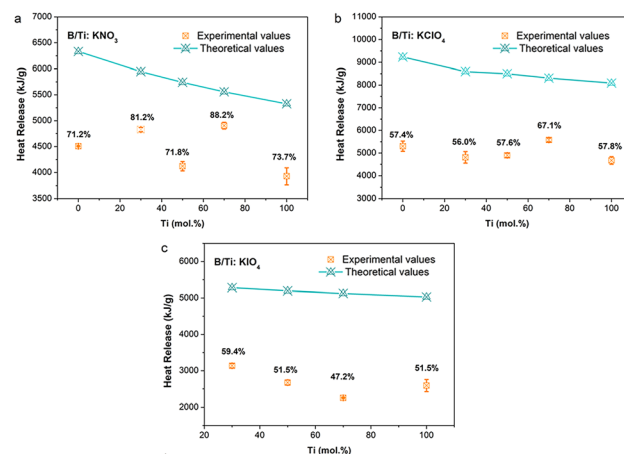 a
B/Ti: KNO3
Experimental values
Theoretical values
Heat Release (kJ/g)
7000
6500
6000
5500
5000
4500
4000
3500
71.2%
81.2%
71.8%
88.2%
73.7%
0 20 40 60 80 100
Ti (mol.%)
b
B/Ti: KClO4
Experimental values
Theoretical values
Heat Release (kJ/g)
11000
10000
9000
8000
7000
6000
5000
4000
3000
57.4%
56.0%
57.6%
67.1%
57.8%
0 20 40 60 80 100
Ti (mol.%)
c
B/Ti: KIO4
Experimental values
Theoretical values
Heat Release (kJ/g)
6000
5000
4000
3000
2000
59.4%
51.5%
47.2%
51.5%
20 40 60 80 100
Ti (mol.%)